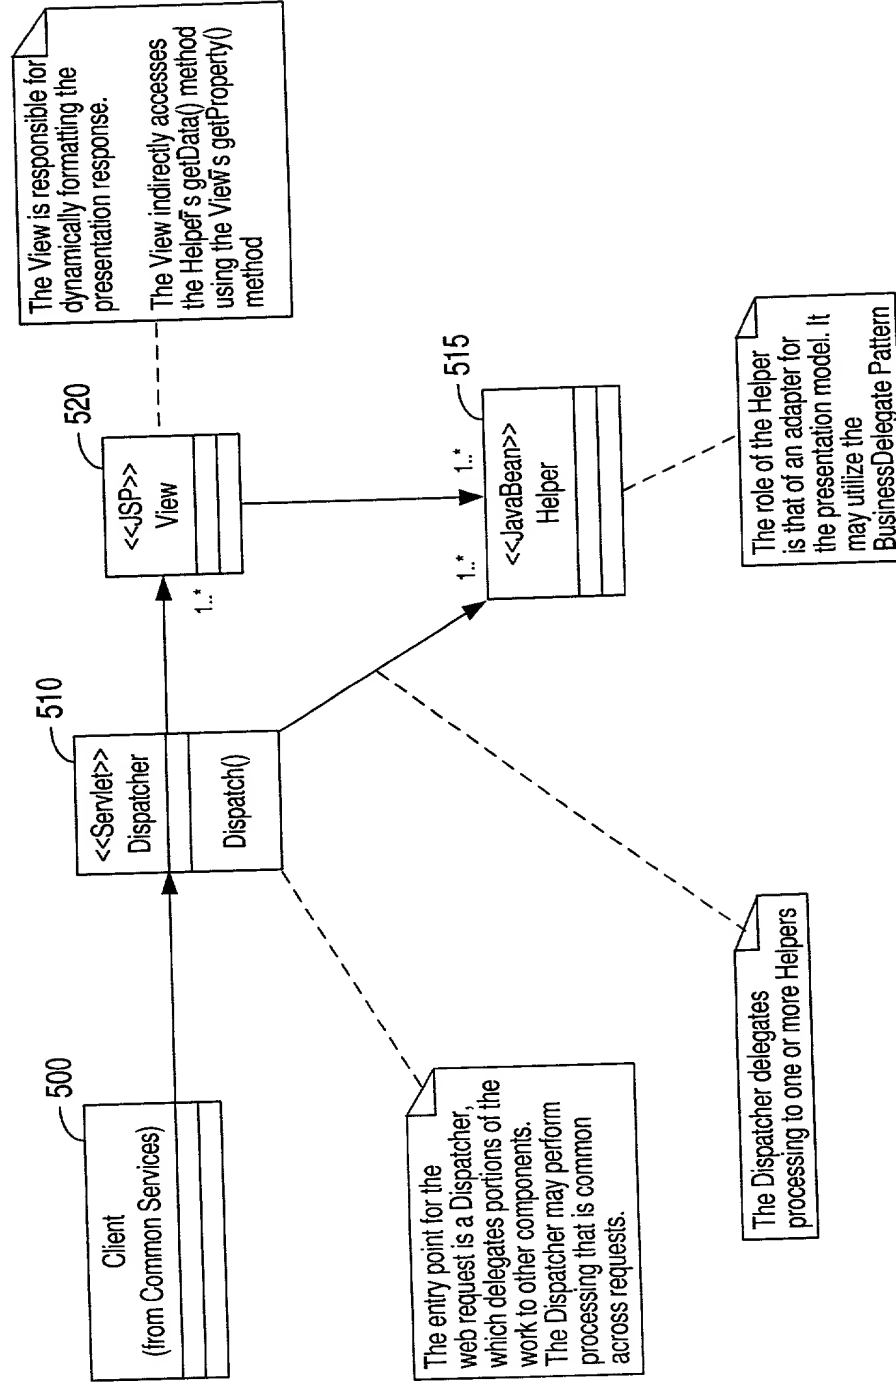 500
Client
(from Common Services)
510
<<Servlet>>
Dispatcher
Dispatch()
1..*
520
<<JSP>>
View
The View is responsible for
dynamically formatting the
presentation response.
The View indirectly accesses
the Helper's getData() method
using the View's getProperty()
method
1..*
1..*
515
<<JavaBean>>
Helper
The entry point for the
web request is a Dispatcher,
which delegates portions of the
work to other components.
The Dispatcher may perform
processing that is common
across requests.
The Dispatcher delegates
processing to one or more Helpers
The role of the Helper
is that of an adapter for
the presentation model. It
may utilize the
BusinessDelegate Pattern